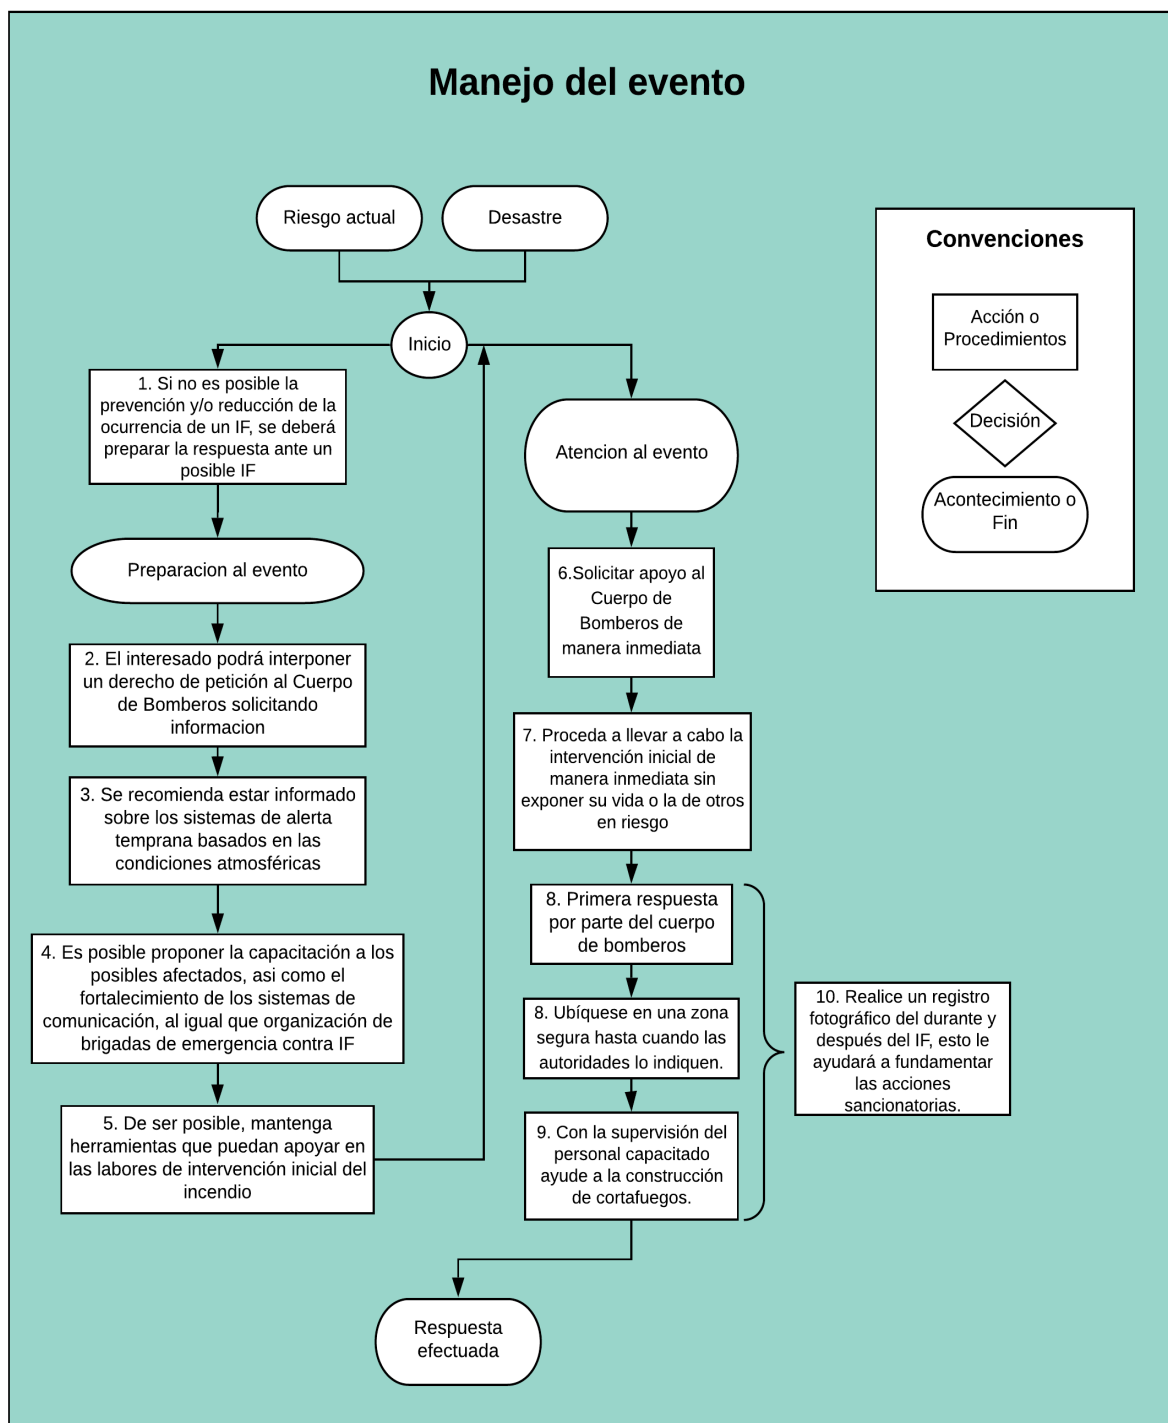 Manejo del evento
Riesgo actual
Desastre
Inicio
1. Si no es posible la
prevención y/o reducción de la
ocurrencia de un IF, se deberá
preparar la respuesta ante un
posible IF
Preparacion al evento
2. El interesado podrá interponer
un derecho de petición al Cuerpo
de Bomberos solicitando
informacion
3. Se recomienda estar informado
sobre los sistemas de alerta
temprana basados en las
condiciones atmosféricas
4. Es posible proponer la capacitación a los
posibles afectados, asi como el
fortalecimiento de los sistemas de
comunicación, al igual que organización de
brigadas de emergencia contra IF
5. De ser posible, mantenga
herramientas que puedan apoyar en
las labores de intervención inicial del
incendio
Atencion al evento
6.Solicitar apoyo al
Cuerpo de
Bomberos de
manera inmediata
7. Proceda a llevar a cabo la
intervención inicial de
manera inmediata sin
exponer su vida o la de otros
en riesgo
8. Primera respuesta
por parte del cuerpo
de bomberos
8. Ubíquese en una zona
segura hasta cuando las
autoridades lo indiquen.
9. Con la supervisión del
personal capacitado
ayude a la construcción
de cortafuegos.
10. Realice un registro
fotográfico del durante y
después del IF, esto le
ayudará a fundamentar
las acciones
sancionatorias.
Respuesta
efectuada
Convenciones
Acción o
Procedimientos
Decisión
Acontecimiento o
Fin